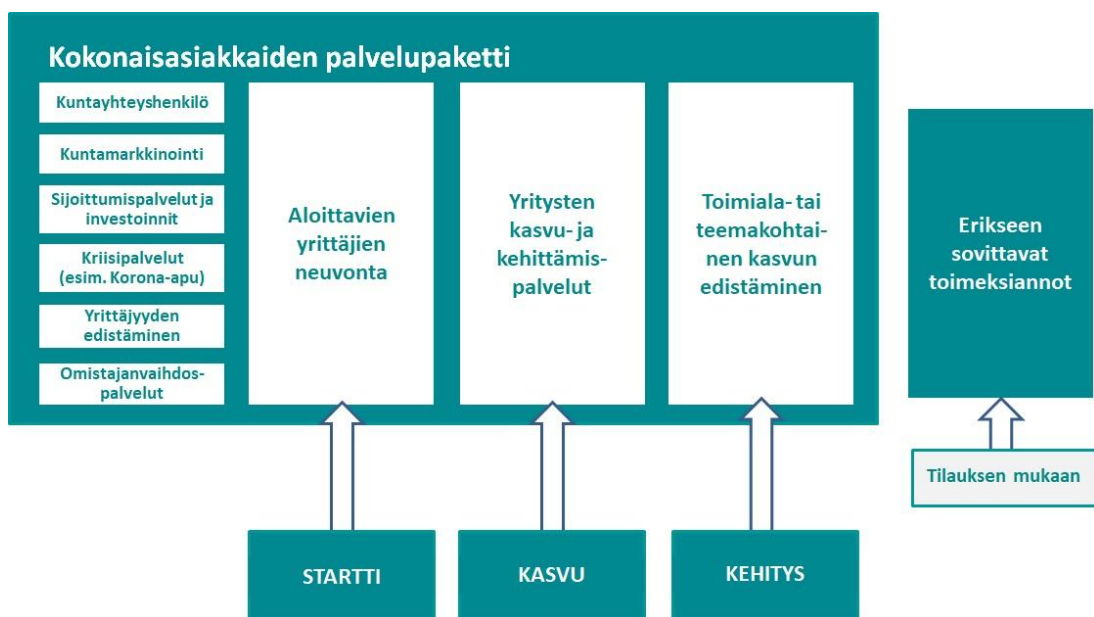 Kokonaisasiakkaiden palvelupaketti
Kuntayhteyshenkilö
Kuntamarkkinointi
Sijoittumispalvelut ja
investoinnit
Kriisipalvelut
(esim. Korona-apu)
Yrittäjyyden
edistäminen
Omistajanvaihdos-
palvelut
Aloittavien
yrittäjien
neuvonta
Yritysten
kasvu- ja
kehittämis-
palvelut
Toimiala- tai
teemakohtai-
nen kasvun
edistäminen
Erikseen
sovittavat
toimeksiannot
Tilauksen mukaan
STARTTI
KASVU
KEHITYS